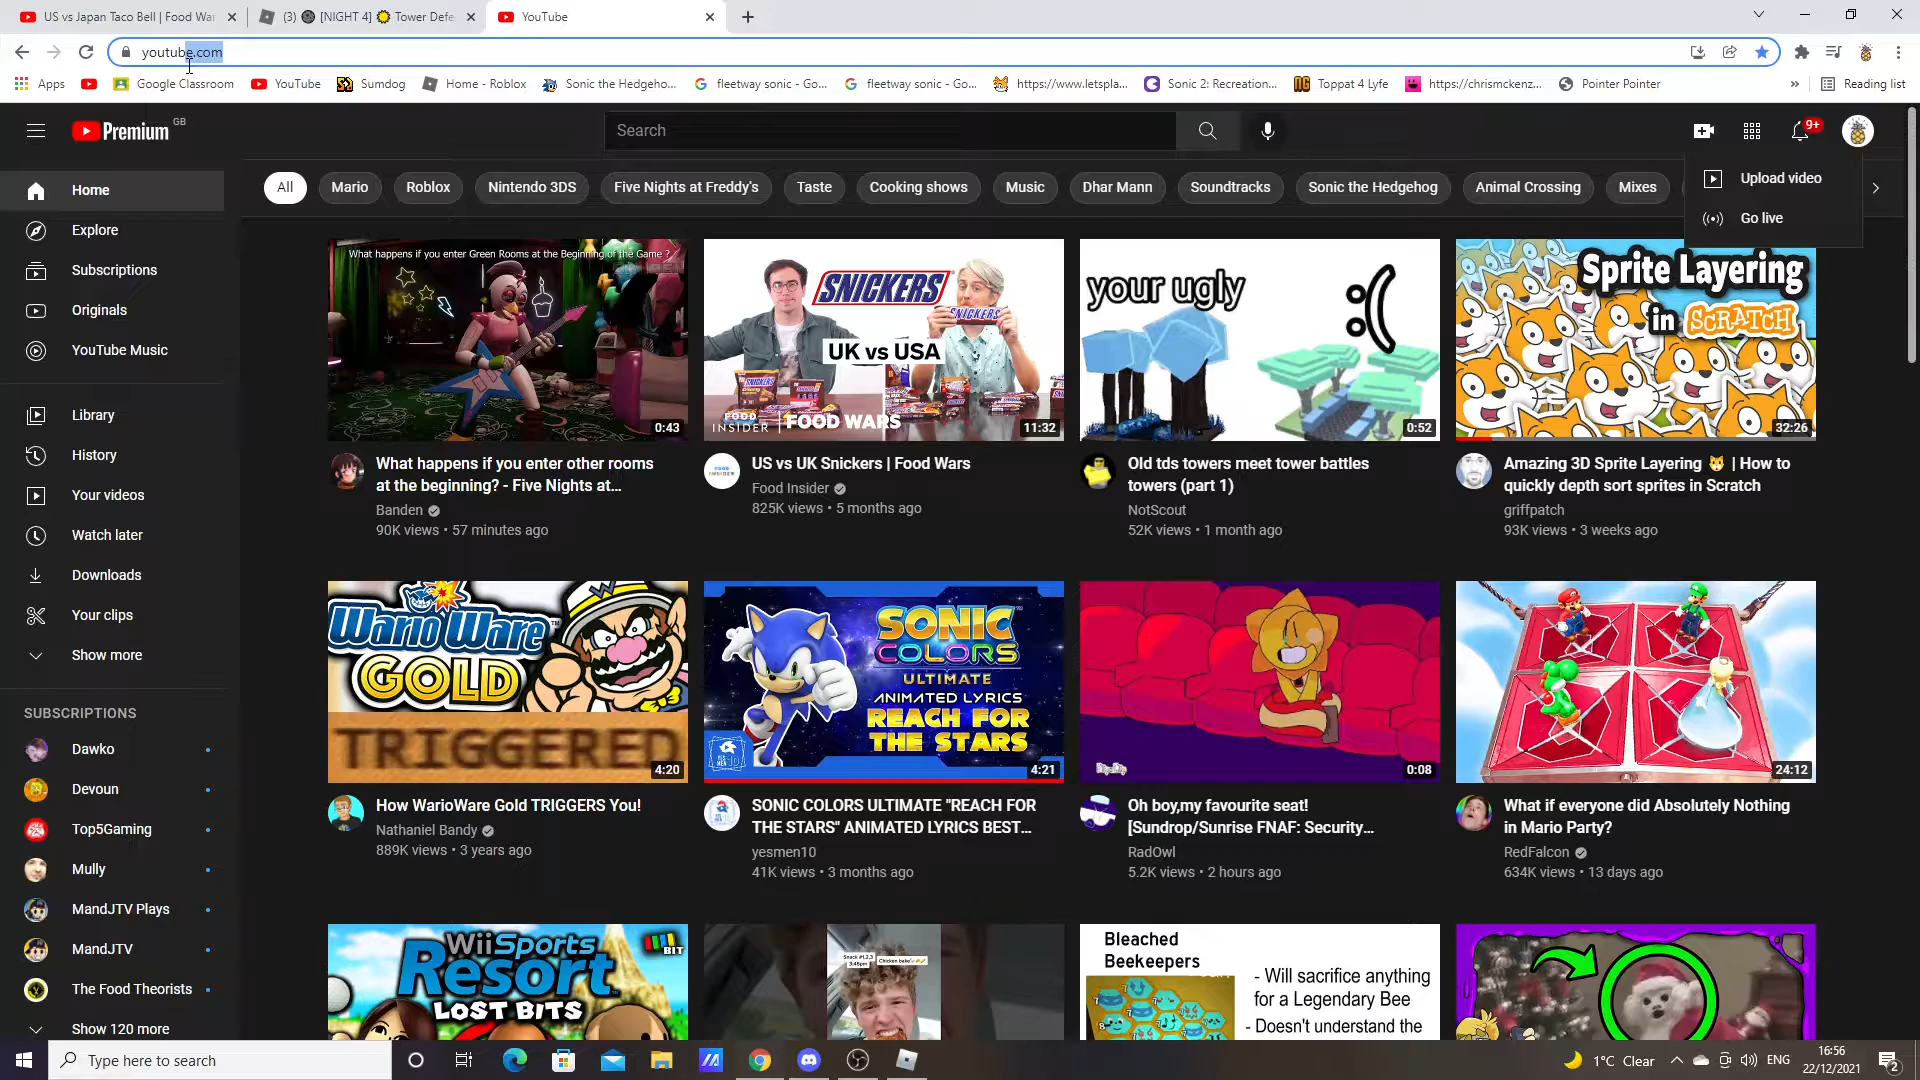 US vs Japan Taco Bell | Food War
(3) [NIGHT 4] Tower Defe
YouTube
youtube.com
Apps
Google Classroom
YouTube
Sumdog
Home - Roblox
Sonic the Hedgeho...
fleetway sonic - Go...
fleetway sonic - Go...
https://www.letspla...
Sonic 2: Recreation...
Toppat 4 Lyfe
https://chrismckenz...
Pointer Pointer
»
Reading list
Premium
GB
Search
9+
Upload video
Go live
All
Mario
Roblox
Nintendo 3DS
Five Nights at Freddy's
Taste
Cooking shows
Music
Dhar Mann
Soundtracks
Sonic the Hedgehog
Animal Crossing
Mixes
Home
Explore
Subscriptions
Originals
YouTube Music
Library
History
Your videos
Watch later
Downloads
Your clips
Show more
SUBSCRIPTIONS
Dawko
Devoun
Top5Gaming
Mully
MandJTV Plays
MandJTV
The Food Theorists
Show 120 more
What happens if you enter Green Rooms at the Beginning of the Game ?
0:43
What happens if you enter other rooms
at the beginning? - Five Nights at...
Banden
90K views • 57 minutes ago
SNICKERS
SNICKERS
UK vs USA
FOOD
INSIDER | FOOD WARS
11:32
US vs UK Snickers | Food Wars
Food Insider
825K views • 5 months ago
your ugly :(
0:52
Old tds towers meet tower battles
towers (part 1)
NotScout
52K views • 1 month ago
Sprite Layering
in SCRATCH
32:26
Amazing 3D Sprite Layering 🐱 | How to
quickly depth sort sprites in Scratch
griffpatch
93K views • 3 weeks ago
Wario Ware
GOLD
TRIGGERED
4:20
How WarioWare Gold TRIGGERS You!
Nathaniel Bandy
889K views • 3 years ago
SONIC
COLORS
ULTIMATE
ANIMATED LYRICS
REACH FOR
THE STARS
4:21
SONIC COLORS ULTIMATE "REACH FOR
THE STARS" ANIMATED LYRICS BEST...
yesmen10
41K views • 3 months ago
0:08
Oh boy,my favourite seat!
[Sundrop/Sunrise FNAF: Security...
RadOwl
5.2K views • 2 hours ago
24:12
What if everyone did Absolutely Nothing
in Mario Party?
RedFalcon
634K views • 13 days ago
Wii Sports
Resort
LOST BITS
BIT
Snack #1,2,3
3:45pm
Chicken bake
Bleached
Beekeepers
- Will sacrifice anything
for a Legendary Bee
- Doesn't understand the
Type here to search
1°C Clear
ENG
16:56
22/12/2021
2